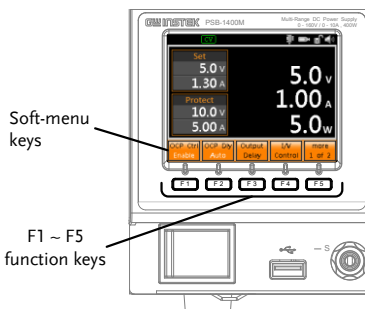 GW INSTEK PSB-1400M Multi-Range DC Power Supply
0 - 160V / 0 - 10A, 400W
CV
Set
5.0 V
1.30 A
Protect
10.0 V
5.00 A
5.0 V
1.00 A
5.0 W
OCP Ctrl Enable
OCP Dly Auto
Output Delay
I/V Control
more 1 of 2
Soft-menu keys
F1 F2 F3 F4 F5
F1 ~ F5
function keys
– S